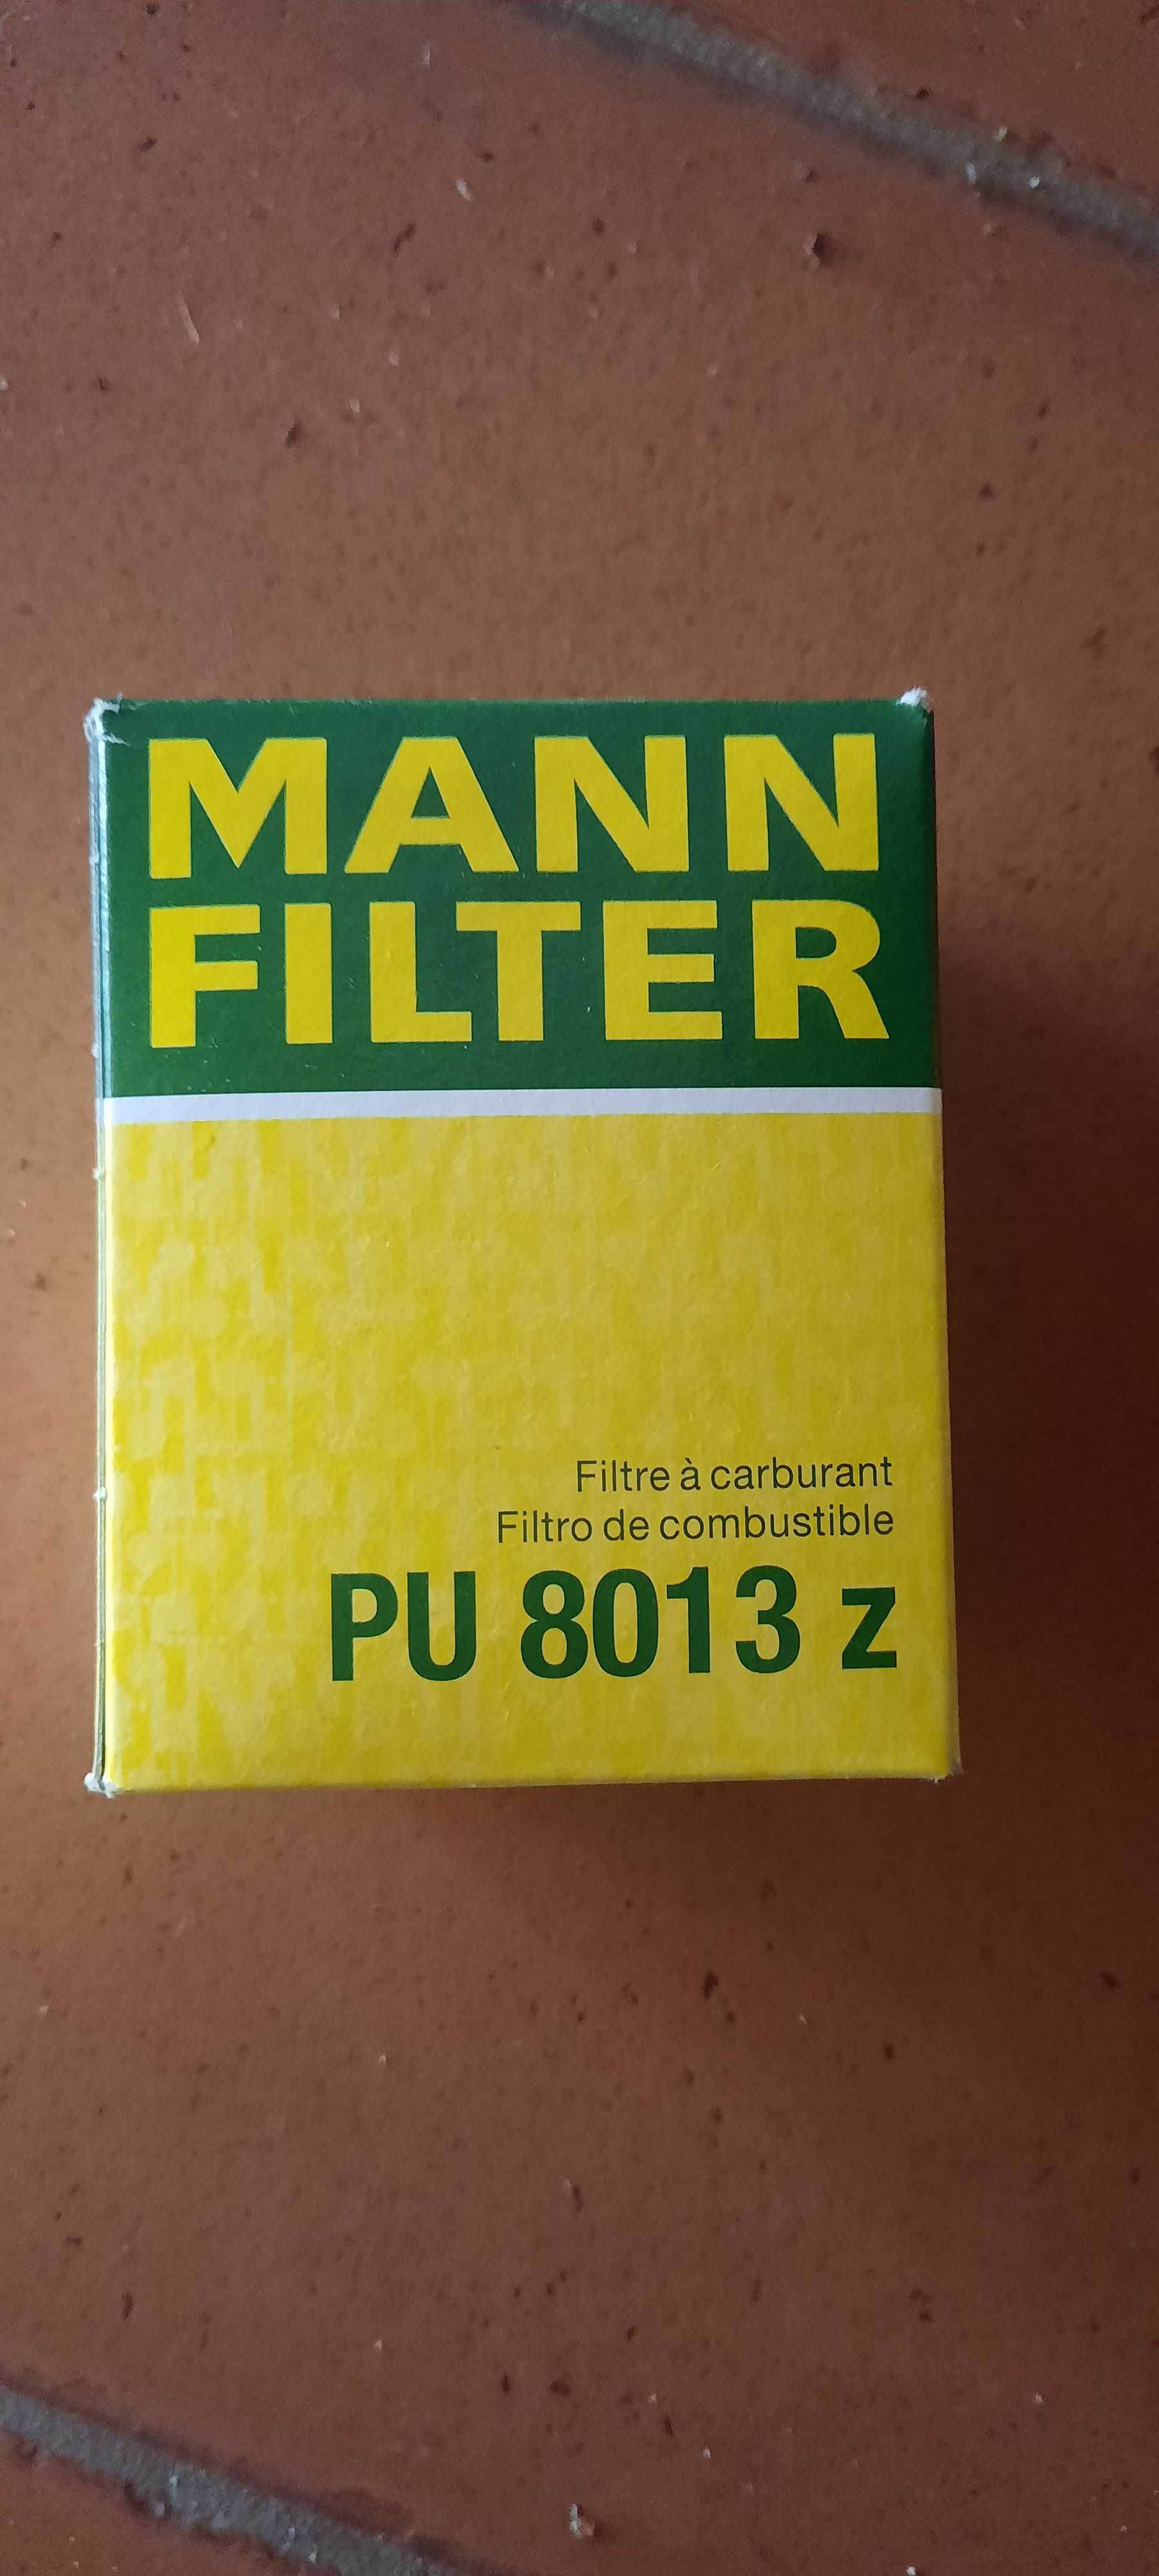 MANN
FILTER
Filtre à carburant
Filtro de combustible
PU 8013 z